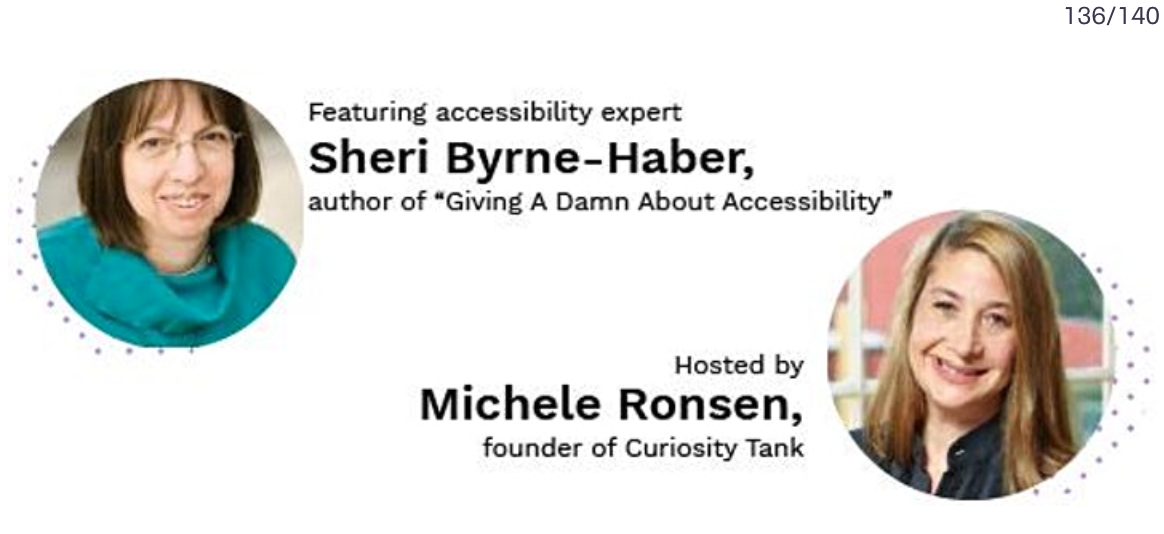 136/140
Featuring accessibility expert
Sheri Byrne-Haber,
author of “Giving A Damn About Accessibility”
Hosted by
Michele Ronsen,
founder of Curiosity Tank